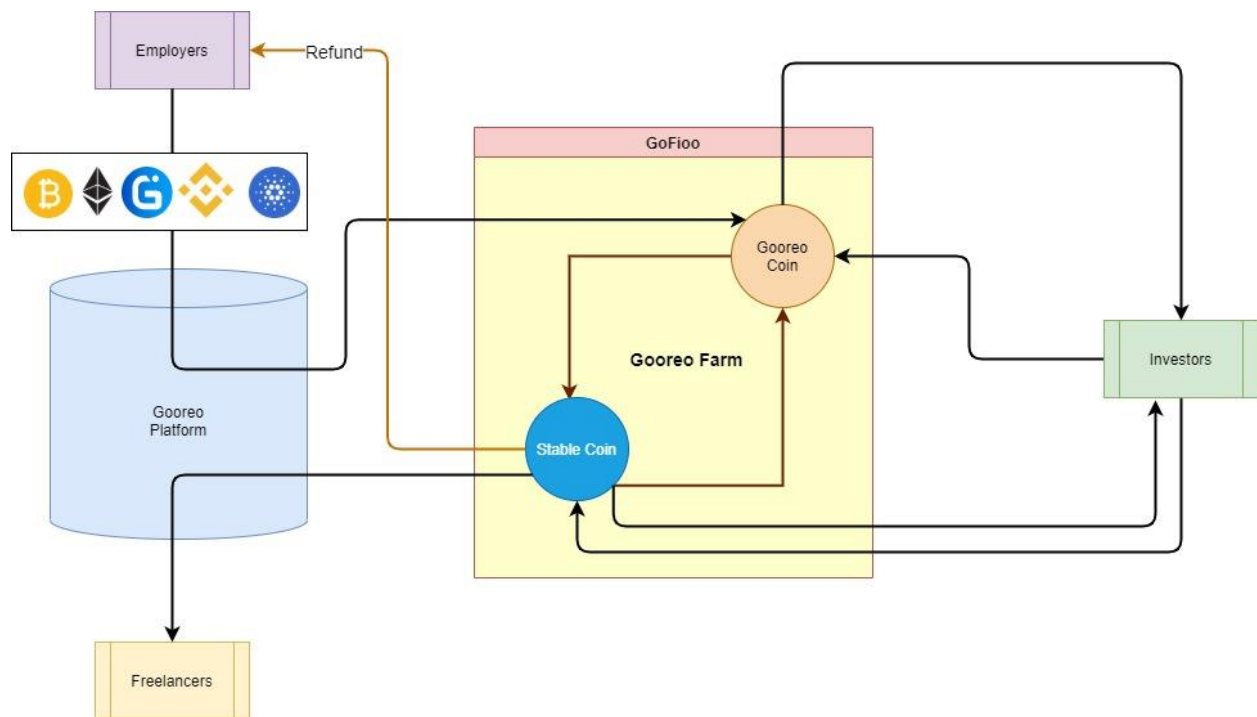 Employers
Refund
GoFioo
Gooreo
Coin
Gooreo Farm
Investors
Gooreo
Platform
Stable Coin
Freelancers